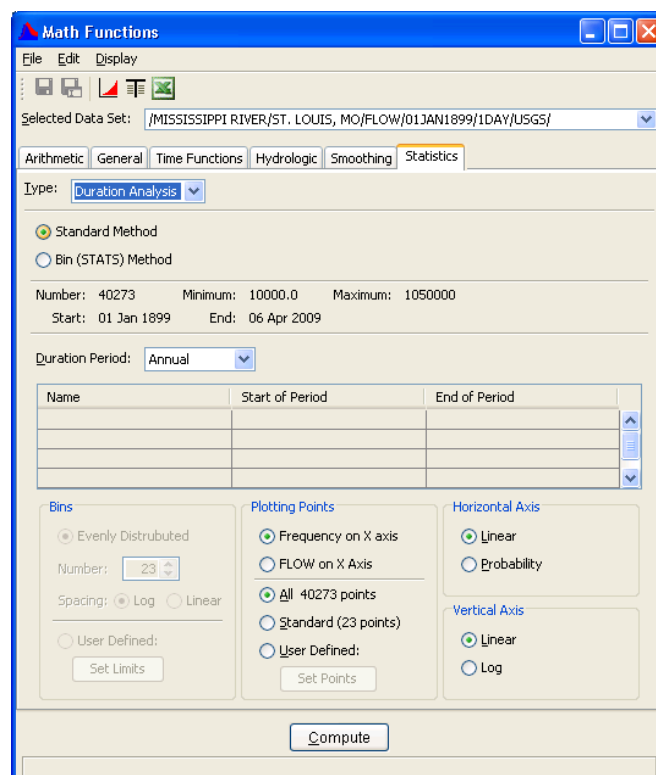 Math Functions
File Edit Display
Selected Data Set: /MISSISSIPPI RIVER/ST. LOUIS, MO/FLOW/01JAN1899/1DAY/USGS/
Arithmetic General Time Functions Hydrologic Smoothing Statistics
Type: Duration Analysis
Standard Method
Bin (STATS) Method
Number: 40273 Minimum: 10000.0 Maximum: 1050000
Start: 01 Jan 1899 End: 06 Apr 2009
Duration Period: Annual
Name Start of Period End of Period
Bins
Evenly Distrubuted
Number: 23
Spacing: Log Linear
User Defined:
Set Limits
Plotting Points
Frequency on X axis
FLOW on X Axis
All 40273 points
Standard (23 points)
User Defined:
Set Points
Horizontal Axis
Linear
Probability
Vertical Axis
Linear
Log
Compute